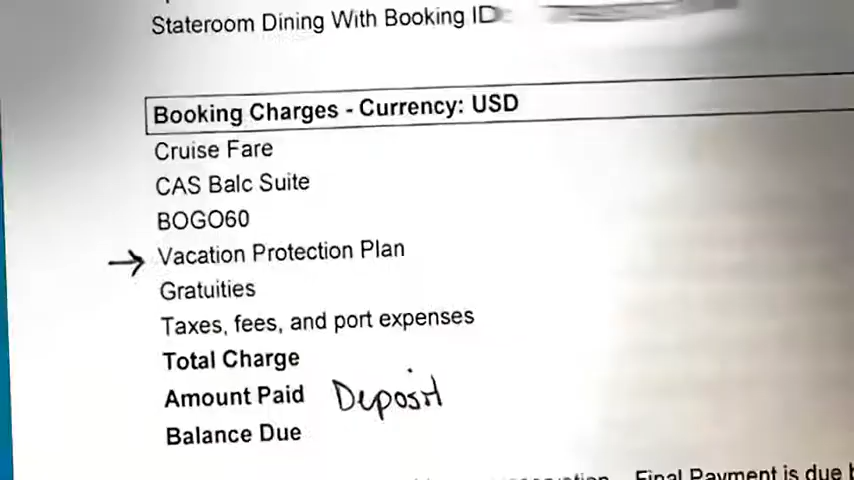 Stateroom Dining With Booking ID
Booking Charges - Currency: USD
Cruise Fare
CAS Balc Suite
BOGO60
→ Vacation Protection Plan
Gratuities
Taxes, fees, and port expenses
Total Charge
Amount Paid Deposit
Balance Due
Final Payment is due